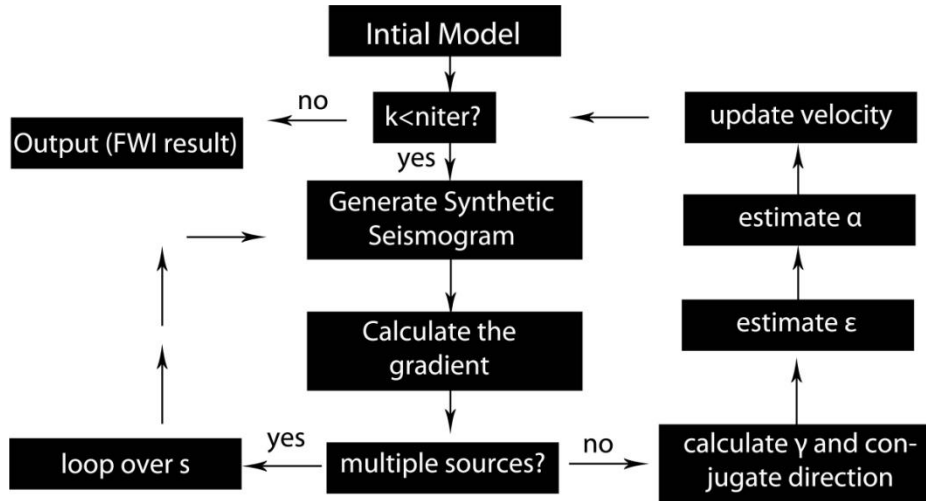 Intial Model
no
k<niter?
update velocity
Output (FWI result)
yes
Generate Synthetic
Seismogram
estimate α
Calculate the
gradient
estimate ε
yes
no
loop over s
multiple sources?
calculate γ and con-
jugate direction